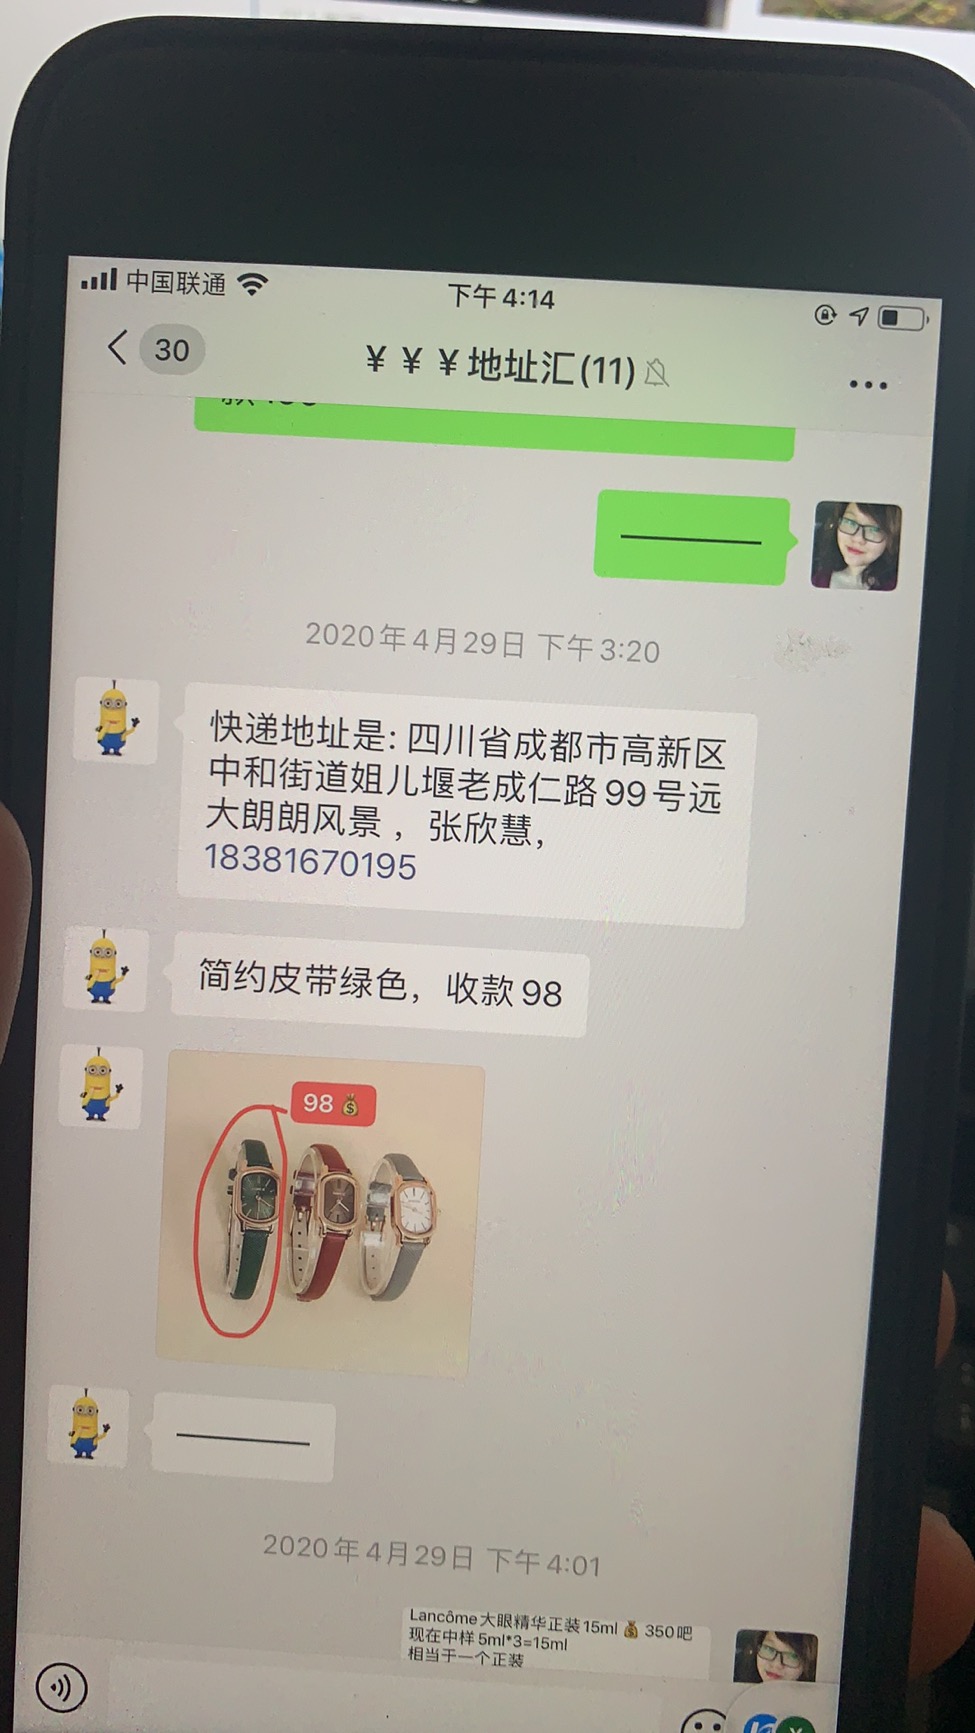 中国联通
下午4:14
30
¥ ¥ ¥地址汇(11)
2020年4月29日 下午3:20
快递地址是: 四川省成都市高新区
中和街道姐儿堰老成仁路99号远
大朗朗风景 ，张欣慧，
18381670195
简约皮带绿色，收款98
98
2020年4月29日 下午4:01
Lancôme大眼精华正装15ml💰350吧
现在中样5ml*3=15ml
相当于一个正装